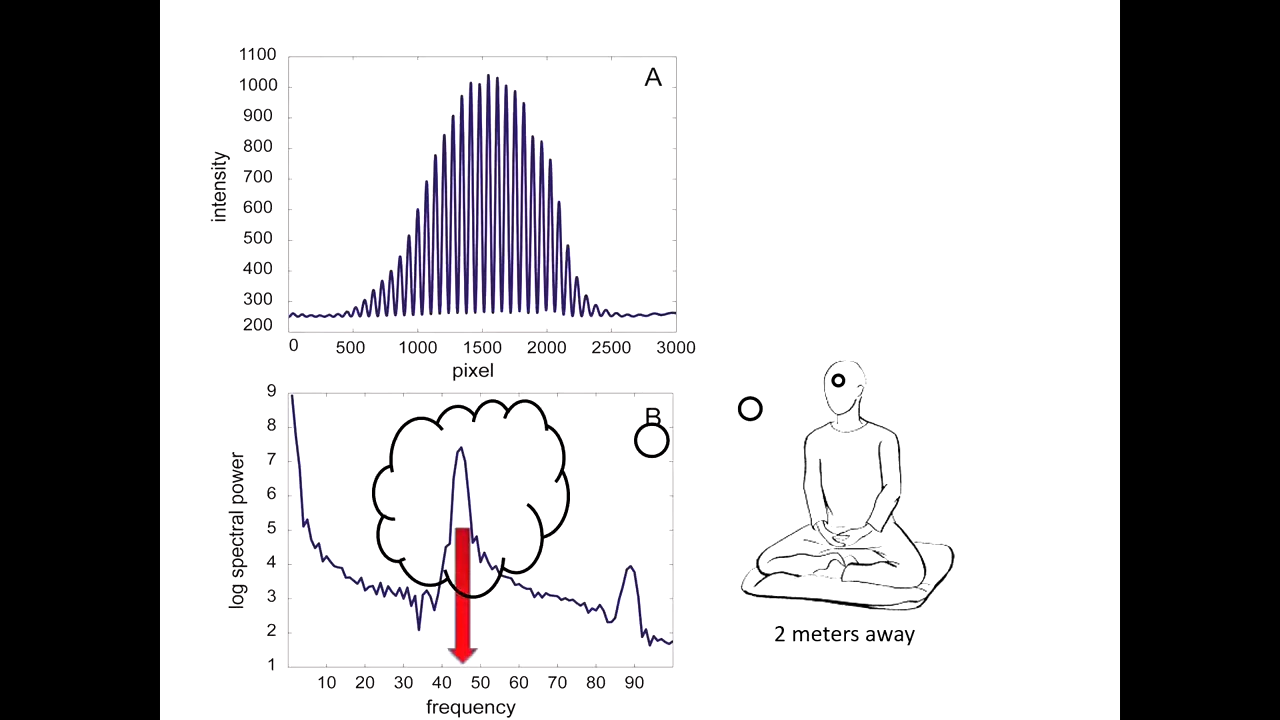 A
1100
1000
900
800
700
600
500
400
300
200
intensity
0 500 1000 1500 2000 2500 3000
pixel
B
9
8
7
6
5
4
3
2
1
log spectral power
10 20 30 40 50 60 70 80 90
frequency
2 meters away